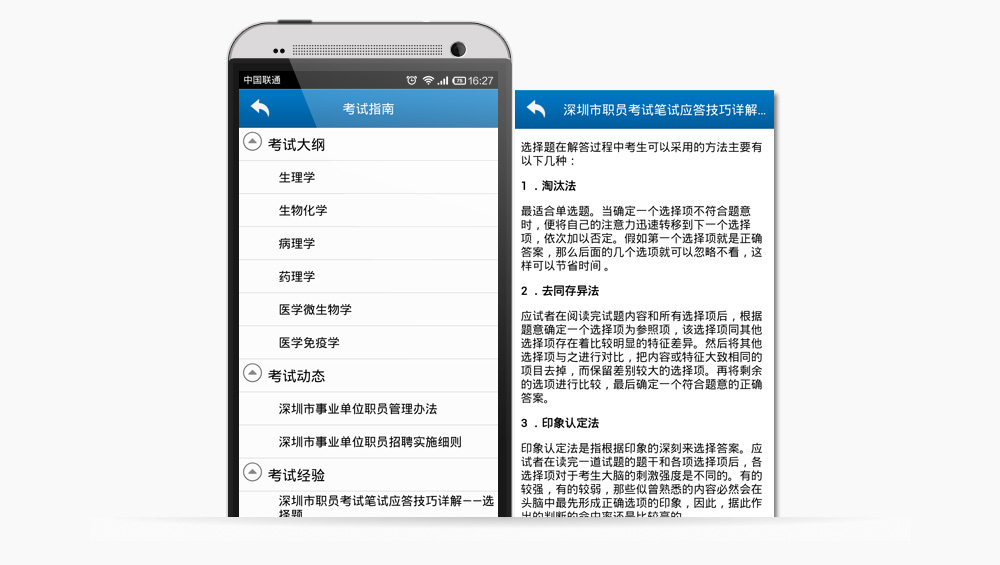 中国联通
16:27
考试指南
考试大纲
生理学
生物化学
病理学
药理学
医学微生物学
医学免疫学
考试动态
深圳市事业单位职员管理办法
深圳市事业单位职员招聘实施细则
考试经验
深圳市职员考试笔试应答技巧详解——选
择题
深圳市职员考试笔试应答技巧详解...
选择题在解答过程中考生可以采用的方法主要有
以下几种：
1 ．淘汰法
最适合单选题。当确定一个选择项不符合题意
时，便将自己的注意力迅速转移到下一个选择
项，依次加以否定。假如第一个选择项就是正确
答案，那么后面的几个选项就可以忽略不看，这
样可以节省时间 。
2 ．去同存异法
应试者在阅读完试题内容和所有选择项后，根据
题意确定一个选择项为参照项，该选择项同其他
选择项存在着比较明显的特征差异。然后将其他
选择项与之进行对比，把内容或特征大致相同的
项目去掉，而保留差别较大的选择项。再将剩余
的选项进行比较，最后确定一个符合题意的正确
答案。
3 ．印象认定法
印象认定法是指根据印象的深刻来选择答案。应
试者在读完一道试题的题干和各项选择项后，各
选择项对于考生大脑的刺激强度是不同的。有的
较强，有的较弱，那些似曾熟悉的内容必然会在
头脑中最先形成正确选项的印象，因此，据此作
出的判断的命中率还是比较高的